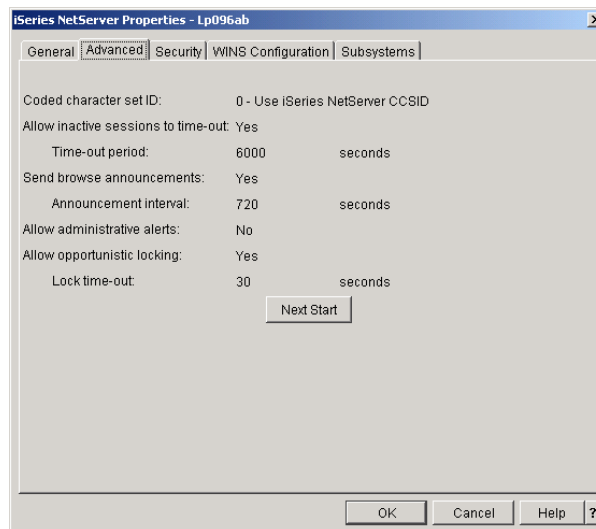 iSeries NetServer Properties - Lp096ab
General Advanced Security WINS Configuration Subsystems
Coded character set ID: 0 - Use iSeries NetServer CCSID
Allow inactive sessions to time-out: Yes
Time-out period: 6000 seconds
Send browse announcements: Yes
Announcement interval: 720 seconds
Allow administrative alerts: No
Allow opportunistic locking: Yes
Lock time-out: 30 seconds
Next Start
OK Cancel Help ?